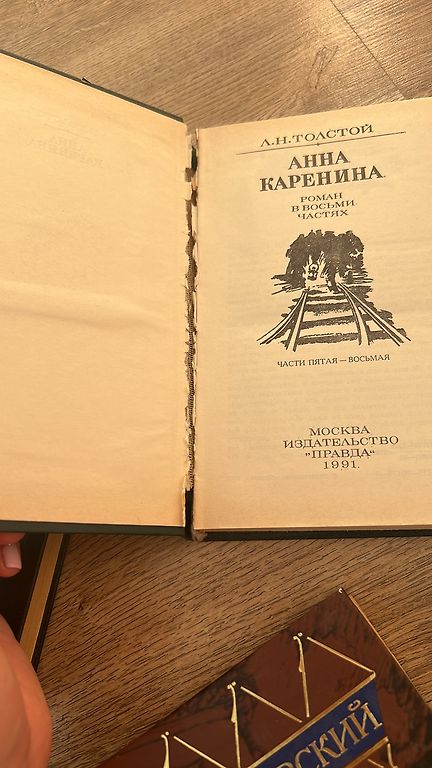 Л.Н.ТОЛСТОЙ
АННА
КАРЕНИНА
РОМАН
В ВОСЬМИ
ЧАСТЯХ
ЧАСТИ ПЯТАЯ — ВОСЬМАЯ
МОСКВА
ИЗДАТЕЛЬСТВО
"ПРАВДА"
1991.